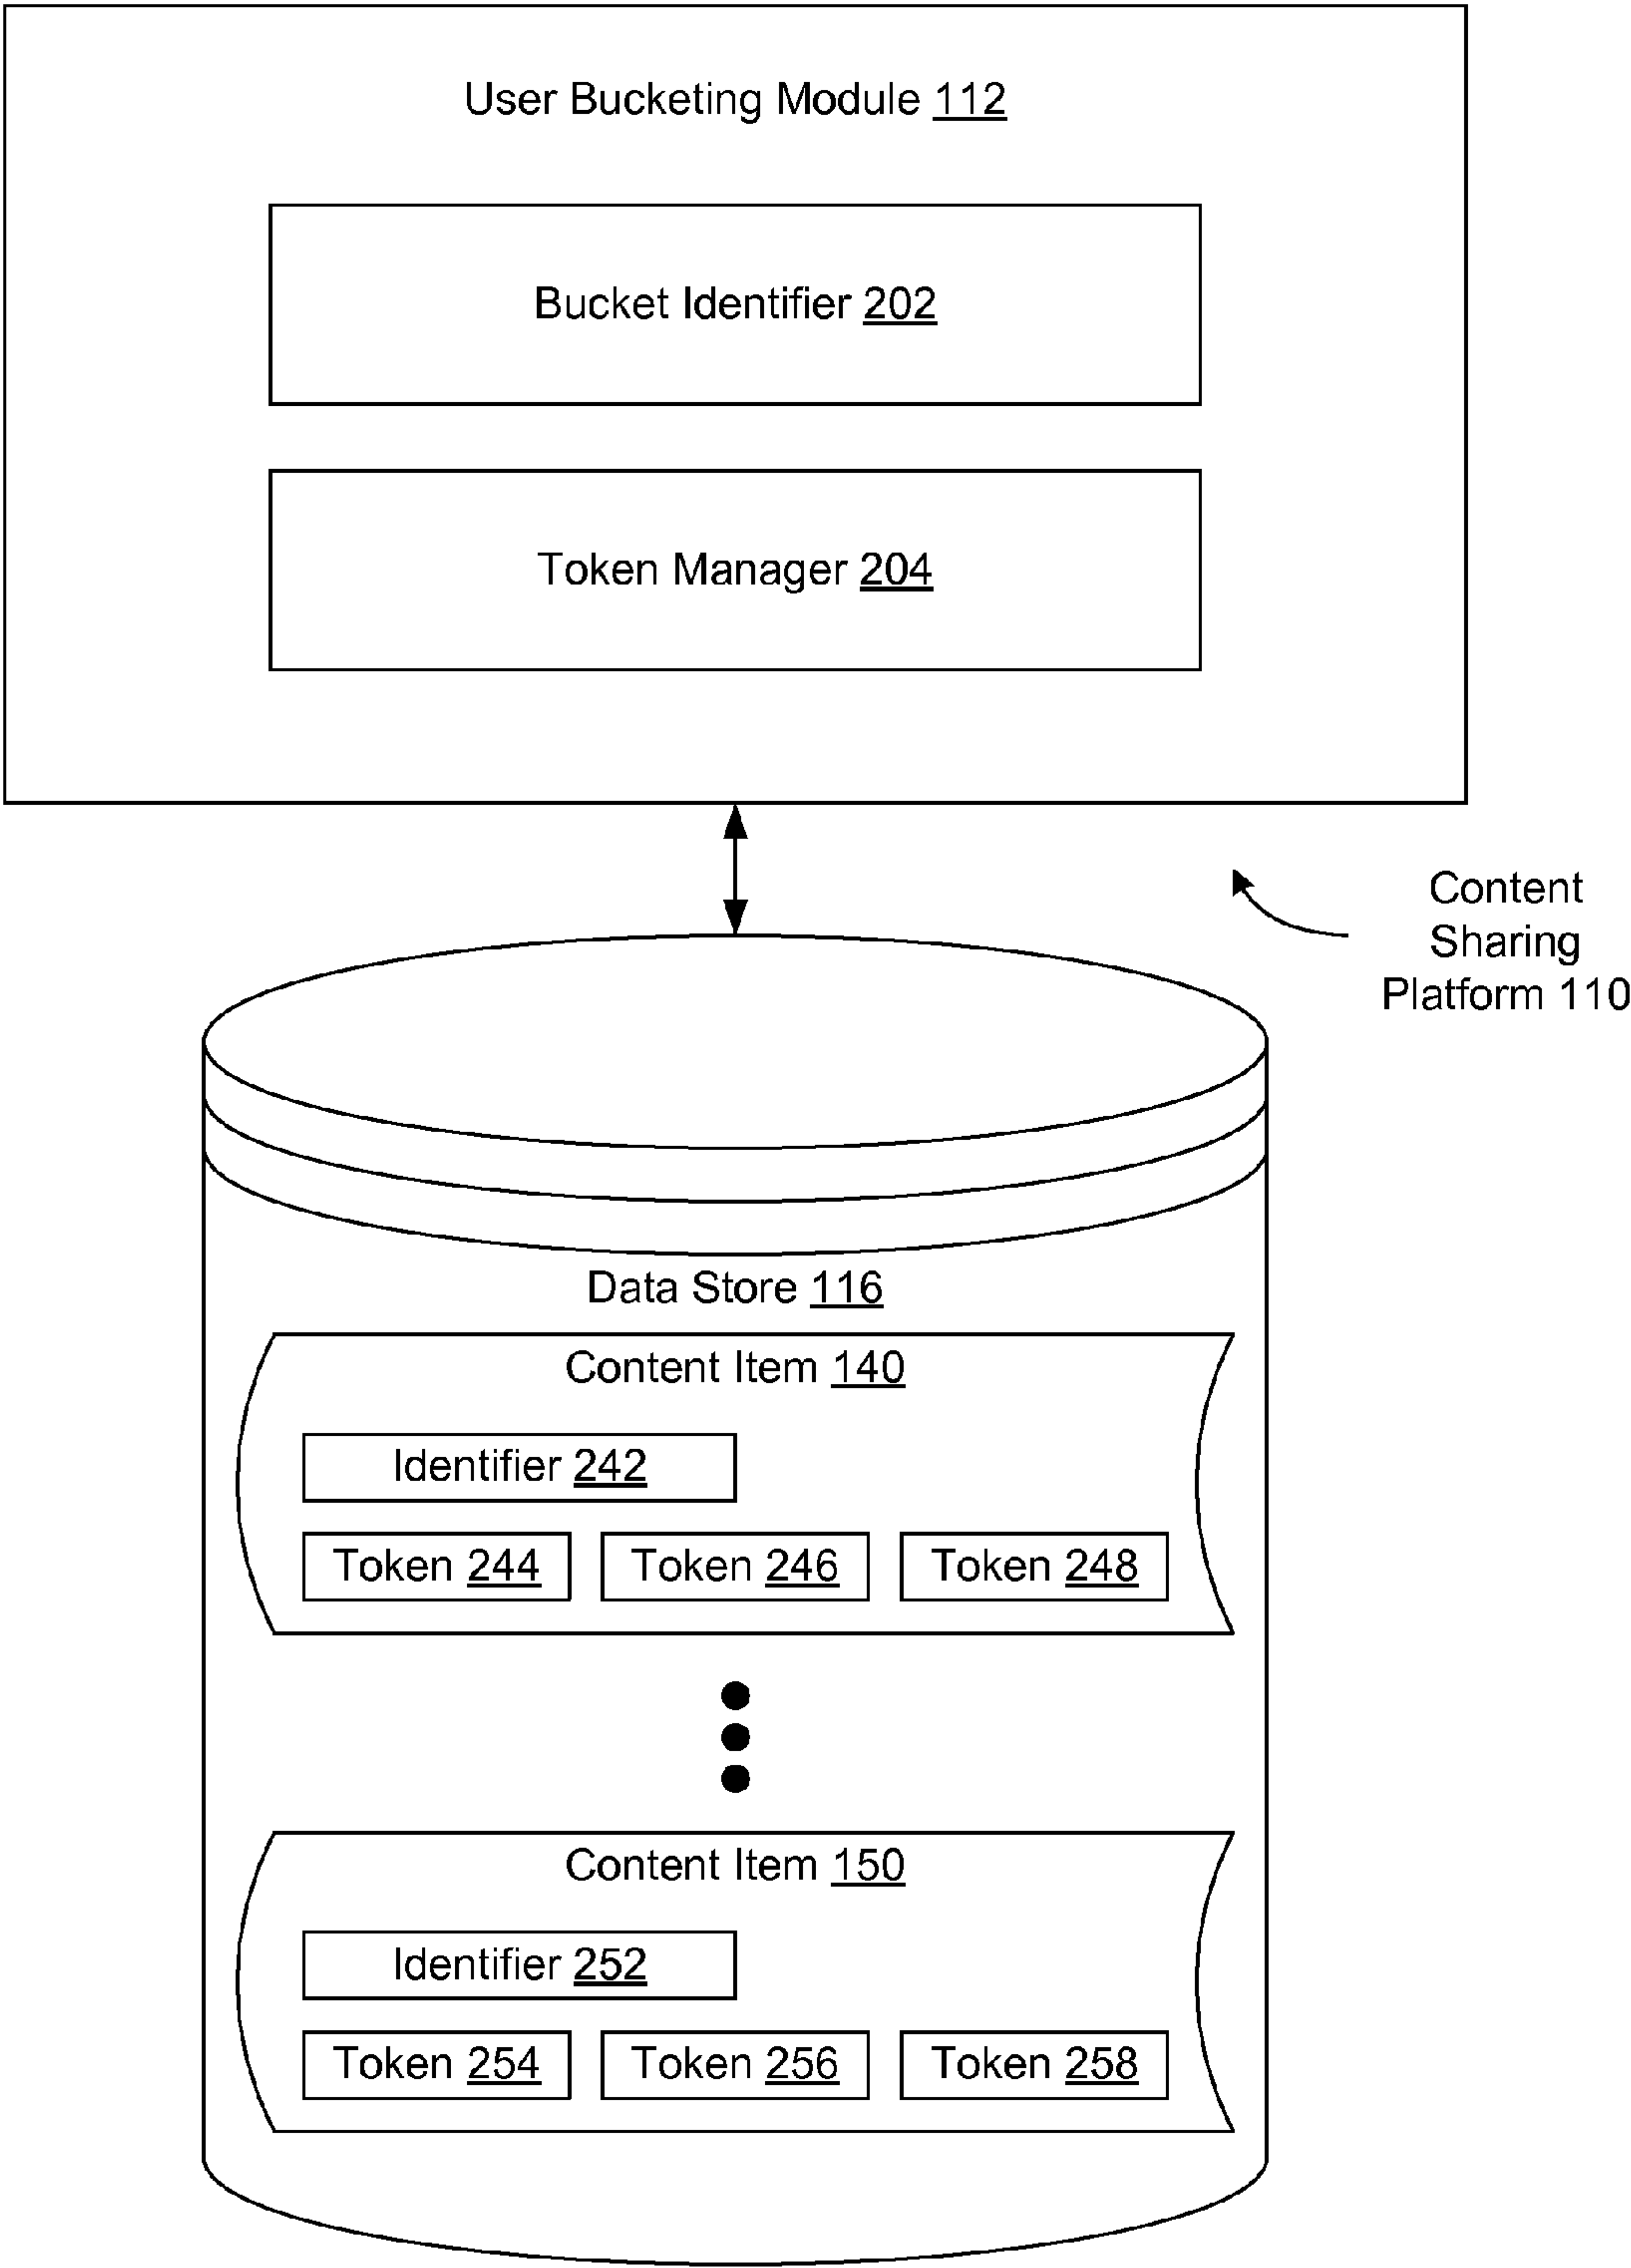 User Bucketing Module 112
Bucket Identifier 202
Token Manager 204
Content
Sharing
Platform 110
Data Store 116
Content Item 140
Identifier 242
Token 244 Token 246 Token 248
Content Item 150
Identifier 252
Token 254 Token 256 Token 258